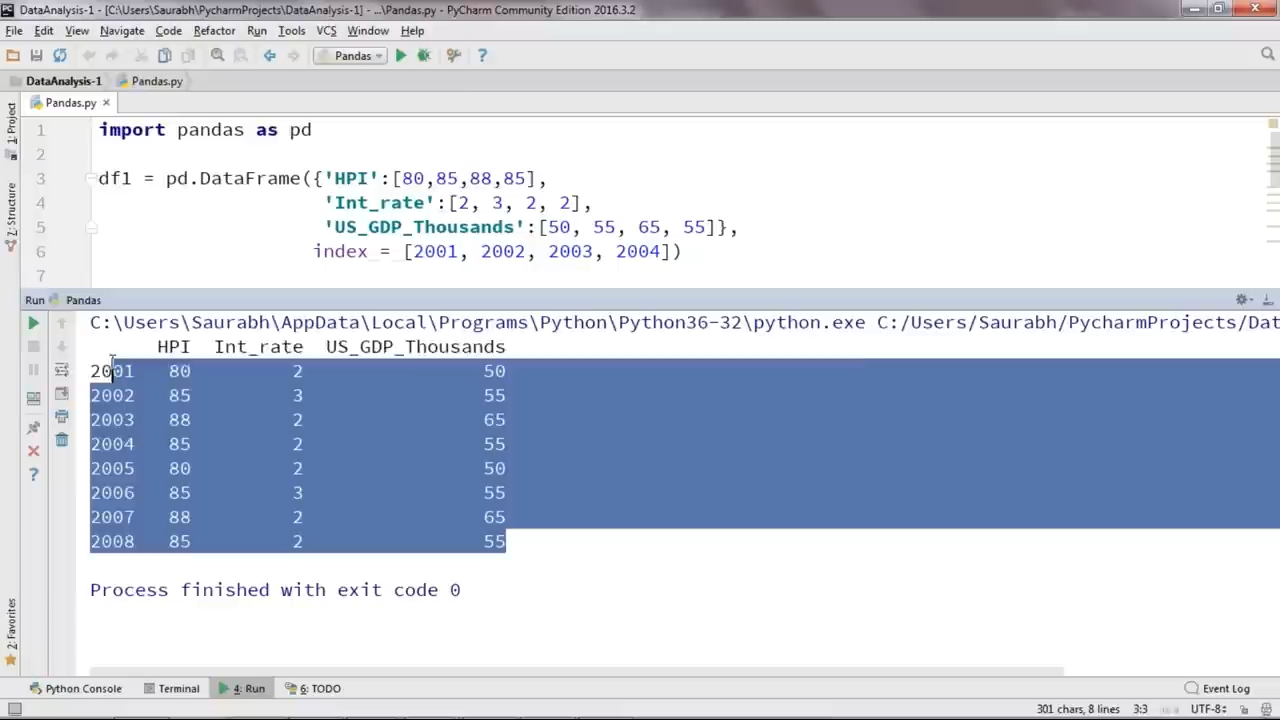 DataAnalysis-1 - [C:\Users\Saurabh\PycharmProjects\DataAnalysis-1] - ...\Pandas.py - PyCharm Community Edition 2016.3.2
File Edit View Navigate Code Refactor Run Tools VCS Window Help
Pandas
DataAnalysis-1 Pandas.py
Pandas.py
1: Project
Z: Structure
2: Favorites
1 import pandas as pd
2
3 df1 = pd.DataFrame({'HPI':[80,85,88,85],
4 'Int_rate':[2, 3, 2, 2],
5 'US_GDP_Thousands':[50, 55, 65, 55]},
6 index = [2001, 2002, 2003, 2004])
7
Run Pandas
C:\Users\Saurabh\AppData\Local\Programs\Python\Python36-32\python.exe C:/Users/Saurabh/PycharmProjects/Dat
HPI Int_rate US_GDP_Thousands
2001 80 2 50
2002 85 3 55
2003 88 2 65
2004 85 2 55
2005 80 2 50
2006 85 3 55
2007 88 2 65
2008 85 2 55
Process finished with exit code 0
Python Console Terminal 4: Run 6: TODO Event Log
301 chars, 8 lines 3:3 UTF-8